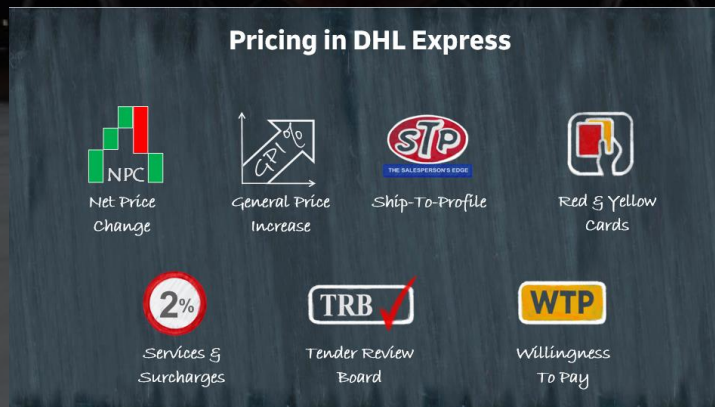 Pricing in DHL Express
NPC
Net Price
Change
GPI%
General Price
Increase
STP
THE SALESPERSON'S EDGE
Ship-To-Profile
Red & Yellow
Cards
2%
Services &
Surcharges
TRB
Tender Review
Board
WTP
Willingness
To Pay